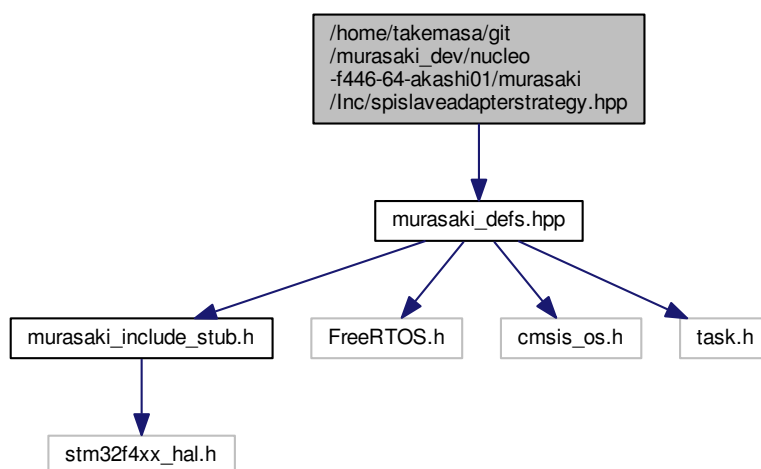 /home/takemasa/git
/murasaki_dev/nucleo
-f446-64-akashi01/murasaki
/Inc/spislaveadapterstrategy.hpp
murasaki_defs.hpp
murasaki_include_stub.h
FreeRTOS.h
cmsis_os.h
task.h
stm32f4xx_hal.h